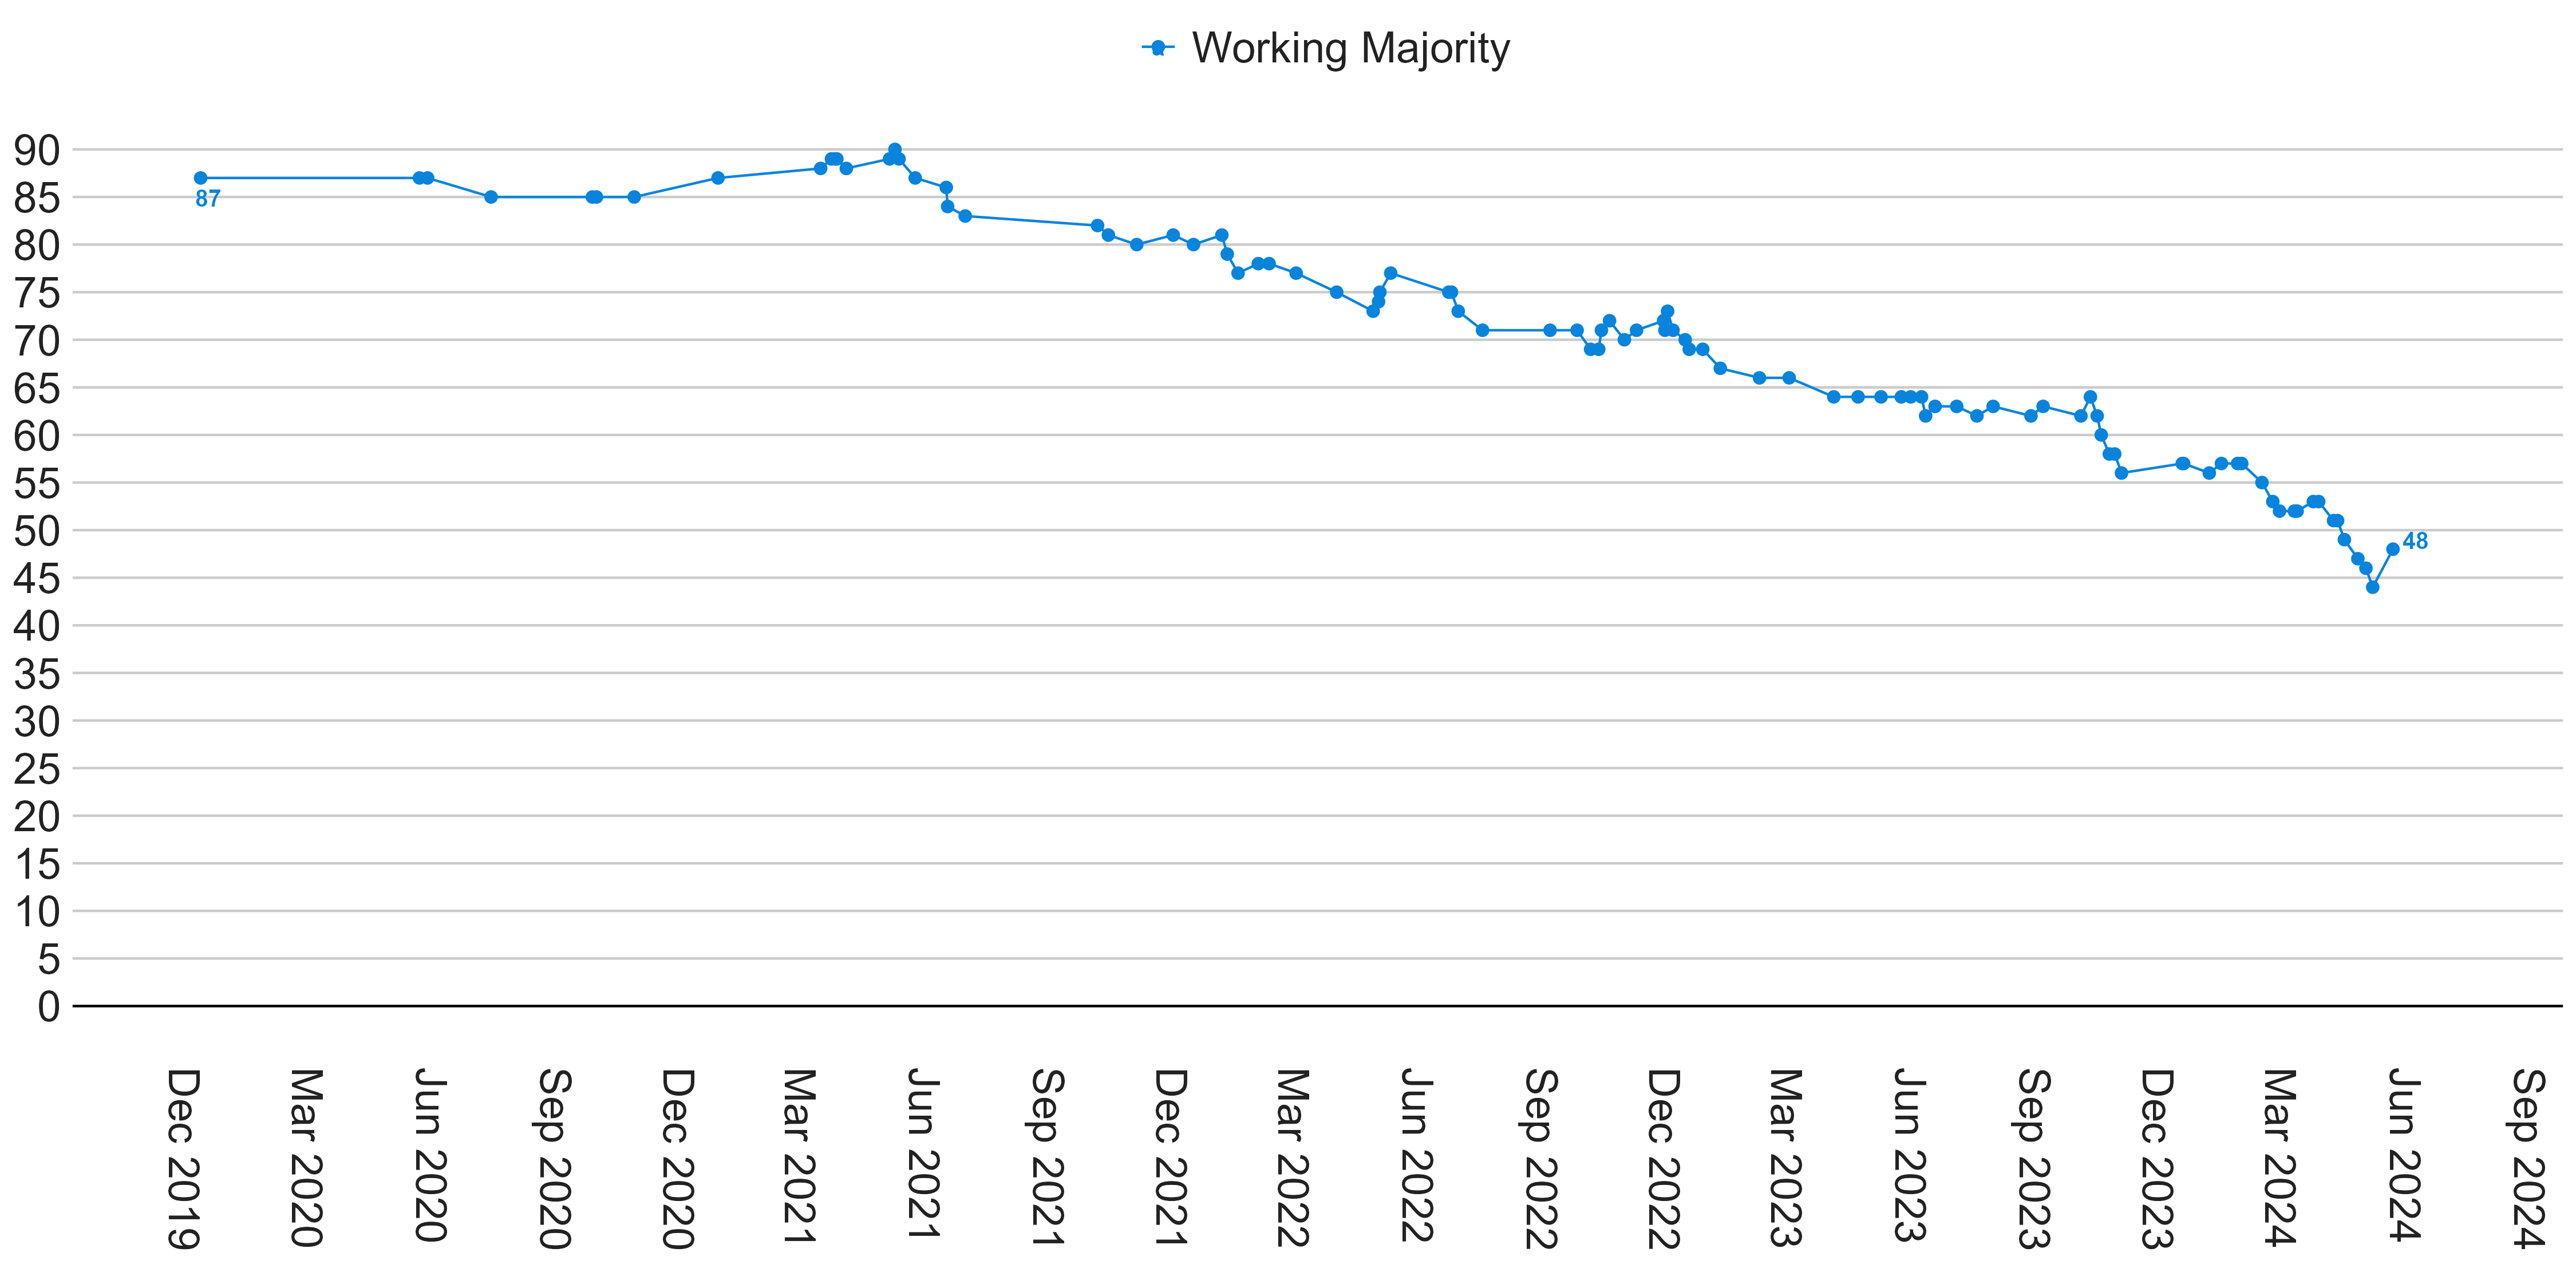 Working Majority
90
85
80
75
70
65
60
55
50
45
40
35
30
25
20
15
10
5
0
87
48
Dec 2019
Mar 2020
Jun 2020
Sep 2020
Dec 2020
Mar 2021
Jun 2021
Sep 2021
Dec 2021
Mar 2022
Jun 2022
Sep 2022
Dec 2022
Mar 2023
Jun 2023
Sep 2023
Dec 2023
Mar 2024
Jun 2024
Sep 2024